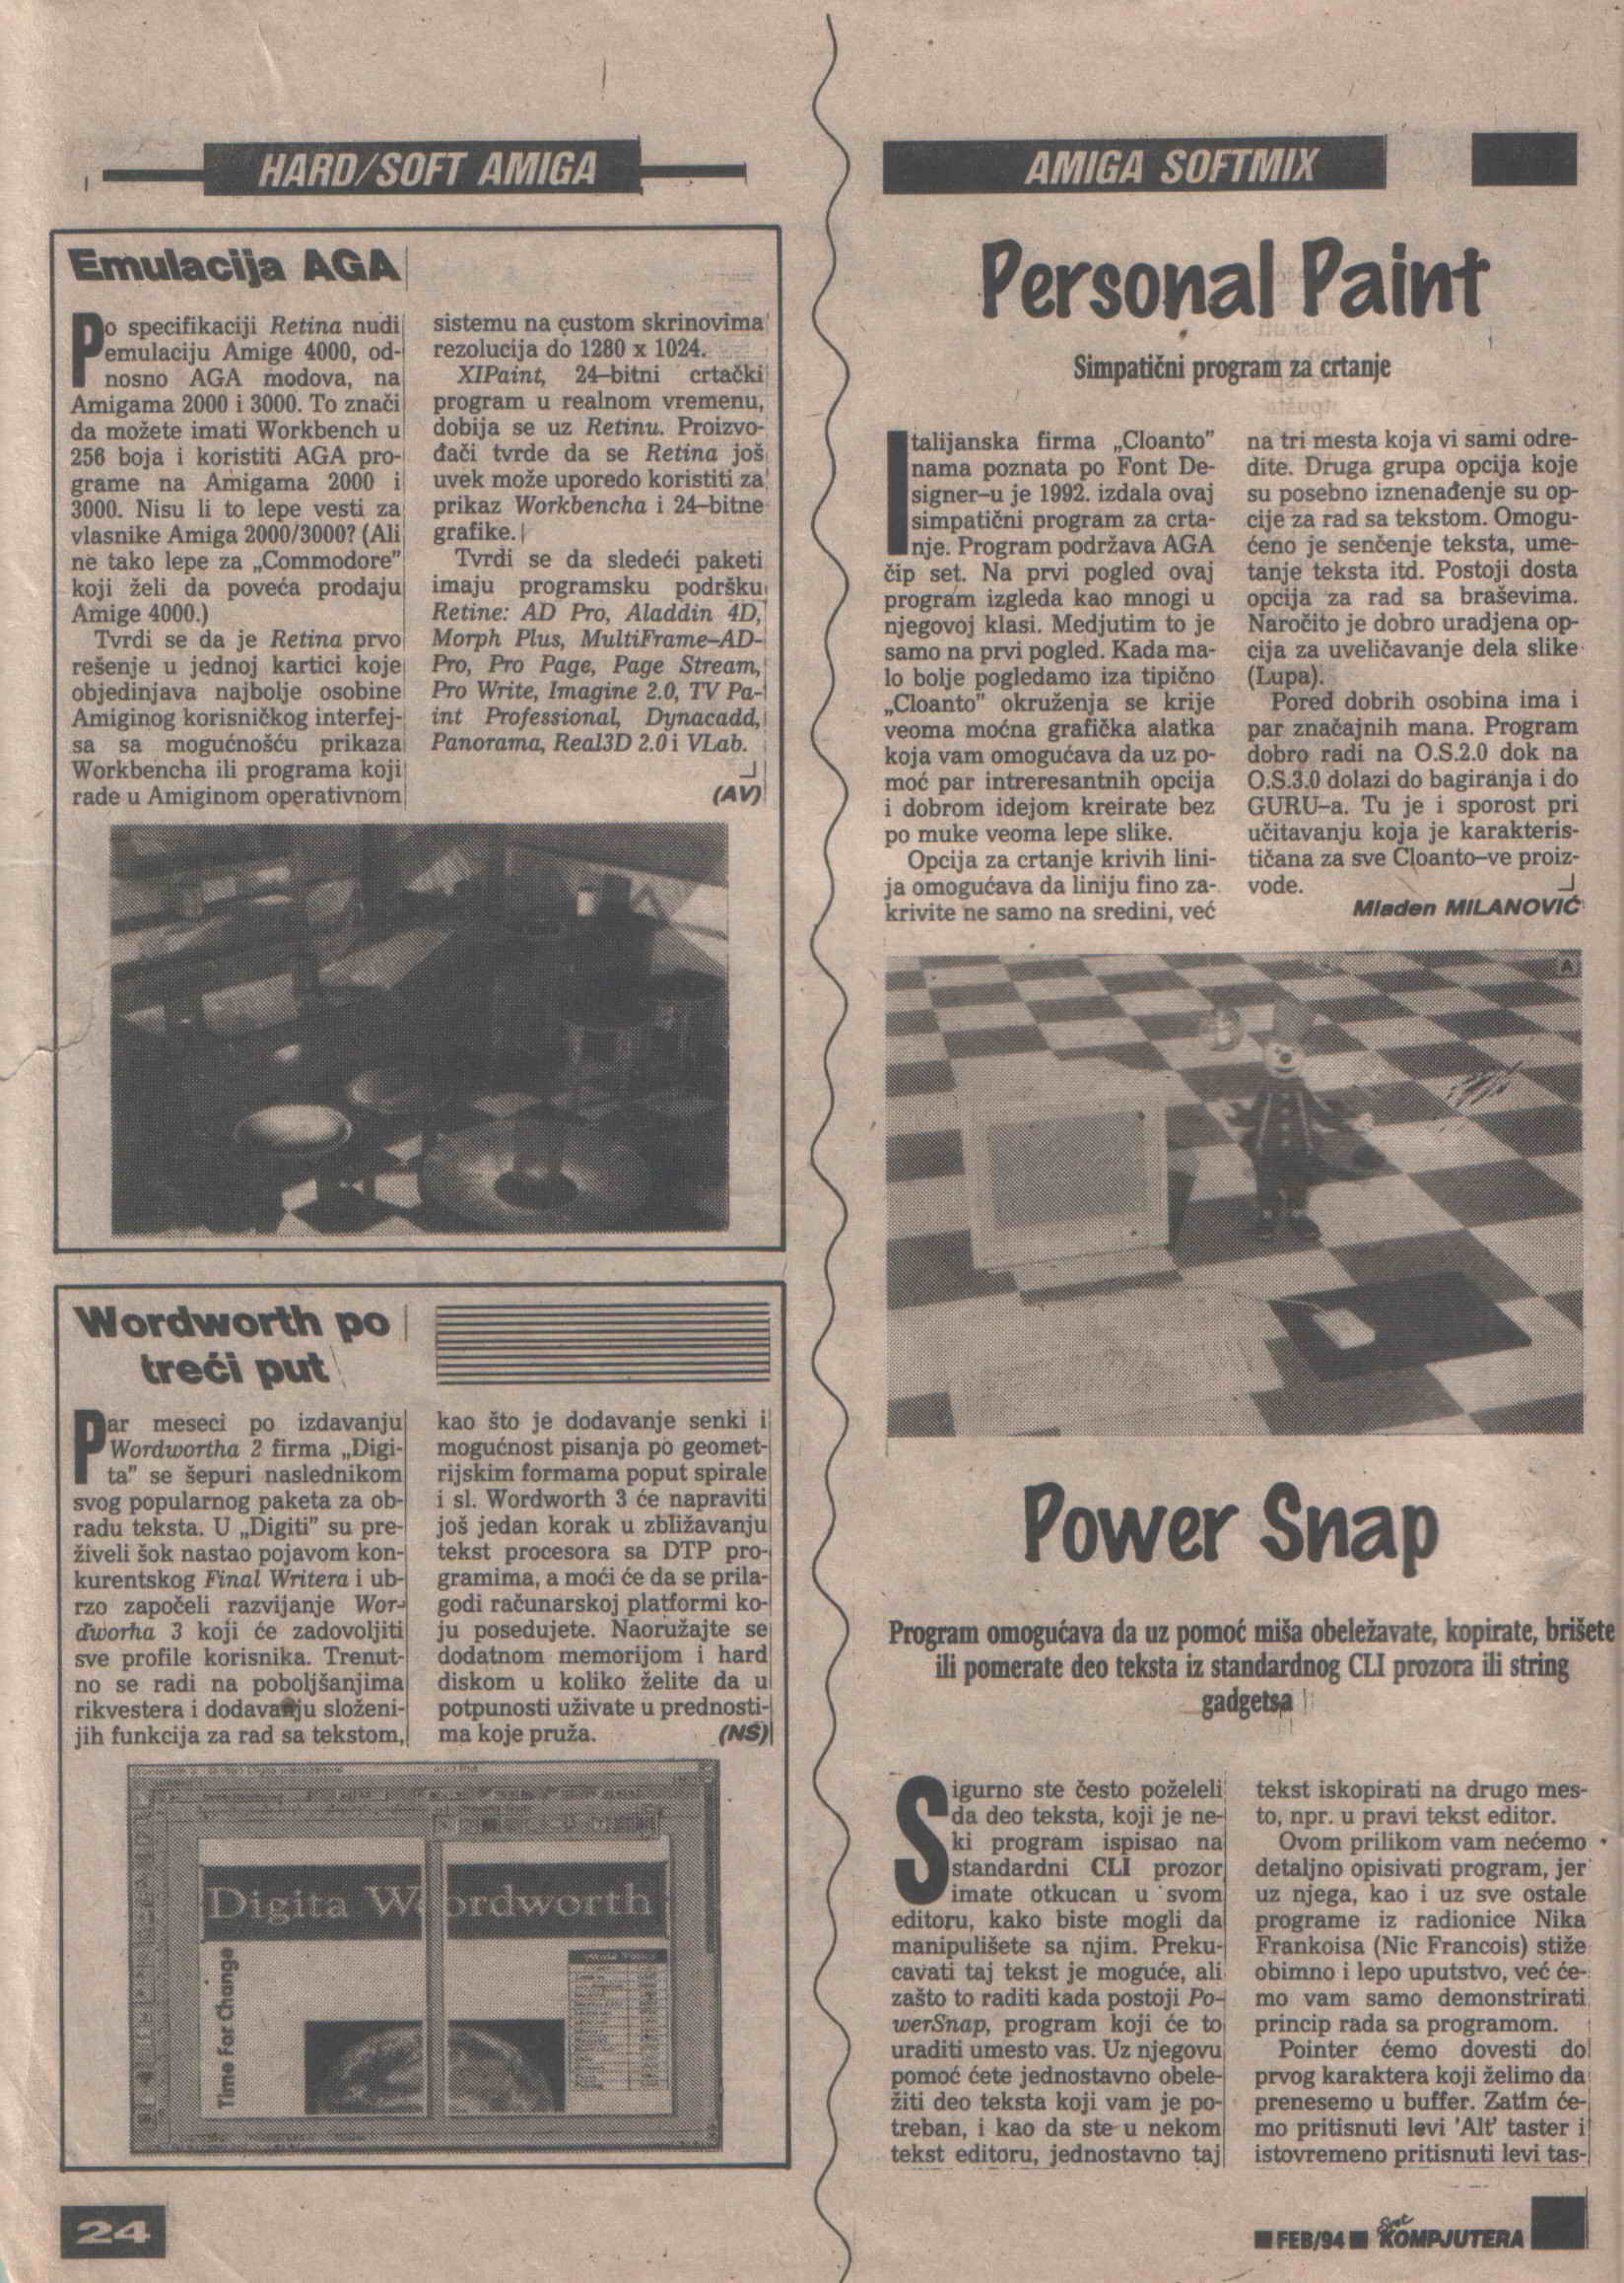 HARD/SOFT AMIGA
Emulacija AGA
Po specifikaciji Retina nudi
emulaciju Amige 4000, od-
nosno AGA modova, na
Amigama 2000 i 3000. To znači
da možete imati Workbench u
256 boja i koristiti AGA pro-
grame na Amigama 2000 i
3000. Nisu li to lepe vesti za
vlasnike Amiga 2000/3000? (Ali
ne tako lepe za „Commodore”
koji želi da poveća prodaju
Amige 4000.)
Tvrdi se da je Retina prvo
rešenje u jednoj kartici koje
objedinjava najbolje osobine
Amiginog korisničkog interfej-
sa sa mogućnošću prikaza
Workbencha ili programa koji
rade u Amiginom operativnom
sistemu na custom skrinovima
rezolucija do 1280 x 1024.
XIPaint, 24-bitni crtački
program u realnom vremenu,
dobija se uz Retinu. Proizvo-
đači tvrde da se Retina još
uvek može uporedo koristiti za
prikaz Workbencha i 24-bitne
grafike.
Tvrdi se da sledeći paketi
imaju programsku podršku
Retine: AD Pro, Aladdin 4D,
Morph Plus, MultiFrame-AD-
Pro, Pro Page, Page Stream,
Pro Write, Imagine 2.0, TV Pa-
int Professional, Dynacadd,
Panorama, Real3D 2.0 i VLab.
(AV)
Wordworth po
treći put
Par meseci po izdavanju
Wordwortha 2 firma „Digi-
ta” se šepuri naslednikom
svog popularnog paketa za ob-
radu teksta. U „Digiti” su pre-
živeli šok nastao pojavom kon-
kurentskog Final Writera i ub-
rzo započeli razvijanje Wor-
dworha 3 koji će zadovoljiti
sve profile korisnika. Trenut-
no se radi na poboljšanjima
rikvestera i dodavanju složeni-
jih funkcija za rad sa tekstom,
kao što je dodavanje senki i
mogućnost pisanja po geomet-
rijskim formama poput spirale
i sl. Wordworth 3 će napraviti
još jedan korak u zbližavanju
tekst procesora sa DTP pro-
gramima, a moći će da se prila-
godi računarskoj platformi ko-
ju posedujete. Naoružajte se
dodatnom memorijom i hard
diskom u koliko želite da u
potpunosti uživate u prednosti-
ma koje pruža.
(NS)
Digita Wordworth
Time For Change
24
AMIGA SOFTMIX
Personal Paint
Simpatični program za crtanje
Italijanska firma „Cloanto”
nama poznata po Font De-
signer-u je 1992. izdala ovaj
simpatični program za crta-
nje. Program podržava AGA
čip set. Na prvi pogled ovaj
program izgleda kao mnogi u
njegovoj klasi. Medjutim to je
samo na prvi pogled. Kada ma-
lo bolje pogledamo iza tipično
„Cloanto” okruženja se krije
veoma moćna grafička alatka
koja vam omogućava da uz po-
moć par intreresantnih opcija
i dobrom idejom kreirate bez
po muke veoma lepe slike.
Opcija za crtanje krivih lini-
ja omogućava da liniju fino za-
krivite ne samo na sredini, već
na tri mesta koja vi sami odre-
dite. Druga grupa opcija koje
su posebno iznenađenje su op-
cije za rad sa tekstom. Omogu-
ćeno je senčenje teksta, ume-
tanje teksta itd. Postoji dosta
opcija za rad sa braševima.
Naročito je dobro uradjena op-
cija za uveličavanje dela slike
(Lupa).
Pored dobrih osobina ima i
par značajnih mana. Program
dobro radi na O.S.2.0 dok na
O.S.3.0 dolazi do bagiranja i do
GURU-a. Tu je i sporost pri
učitavanju koja je karakteris-
tičana za sve Cloanto-ve proiz-
vode.
Mladen MILANOVIĆ
A
Power Snap
Program omogućava da uz pomoć miša obeležavate, kopirate, brišete
ili pomerate deo teksta iz standardnog CLI prozora ili string
gadgetsa
Sigurno ste često poželeli
da deo teksta, koji je ne-
ki program ispisao na
standardni CLI prozor
imate otkucan u svom
editoru, kako biste mogli da
manipulišete sa njim. Preku-
cavati taj tekst je moguće, ali
zašto to raditi kada postoji Po-
werSnap, program koji će to
uraditi umesto vas. Uz njegovu
pomoć ćete jednostavno obele-
žiti deo teksta koji vam je po-
treban, i kao da ste u nekom
tekst editoru, jednostavno taj
tekst iskopirati na drugo mes-
to, npr. u pravi tekst editor.
Ovom prilikom vam nećemo
detaljno opisivati program, jer
uz njega, kao i uz sve ostale
programe iz radionice Nika
Frankoisa (Nic Francois) stiže
obimno i lepo uputstvo, već će-
mo vam samo demonstrirati
princip rada sa programom.
Pointer ćemo dovesti do
prvog karaktera koji želimo da
prenesemo u buffer. Zatim će-
mo pritisnuti levi 'Alt' taster i
istovremeno pritisnuti levi tas-
FEB/94 Svet KOMPJUTERA